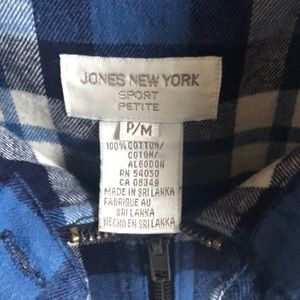 JONES NEW YORK
SPORT
PETITE
P/M
100% COTTON/
COTON/
ALGODON
RN 54050
CA 08349
MADE IN SRI LANKA
FABRIQUE AU
SRI LANKA
HECHO EN SRI LANKA